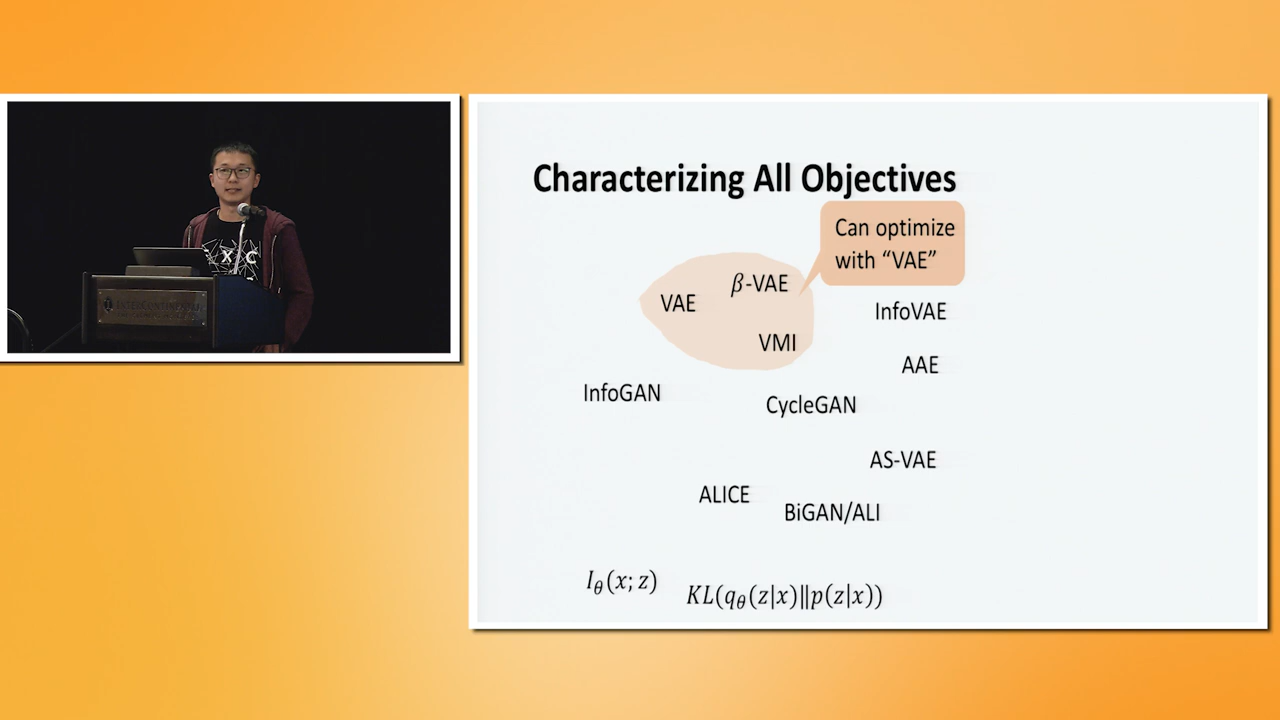 Characterizing All Objectives
Can optimize
with “VAE”
β-VAE
VAE
InfoVAE
VMI
AAE
InfoGAN
CycleGAN
AS-VAE
ALICE
BiGAN/ALI
I_θ(x; z)
KL(q_θ(z|x)‖p(z|x))
X C